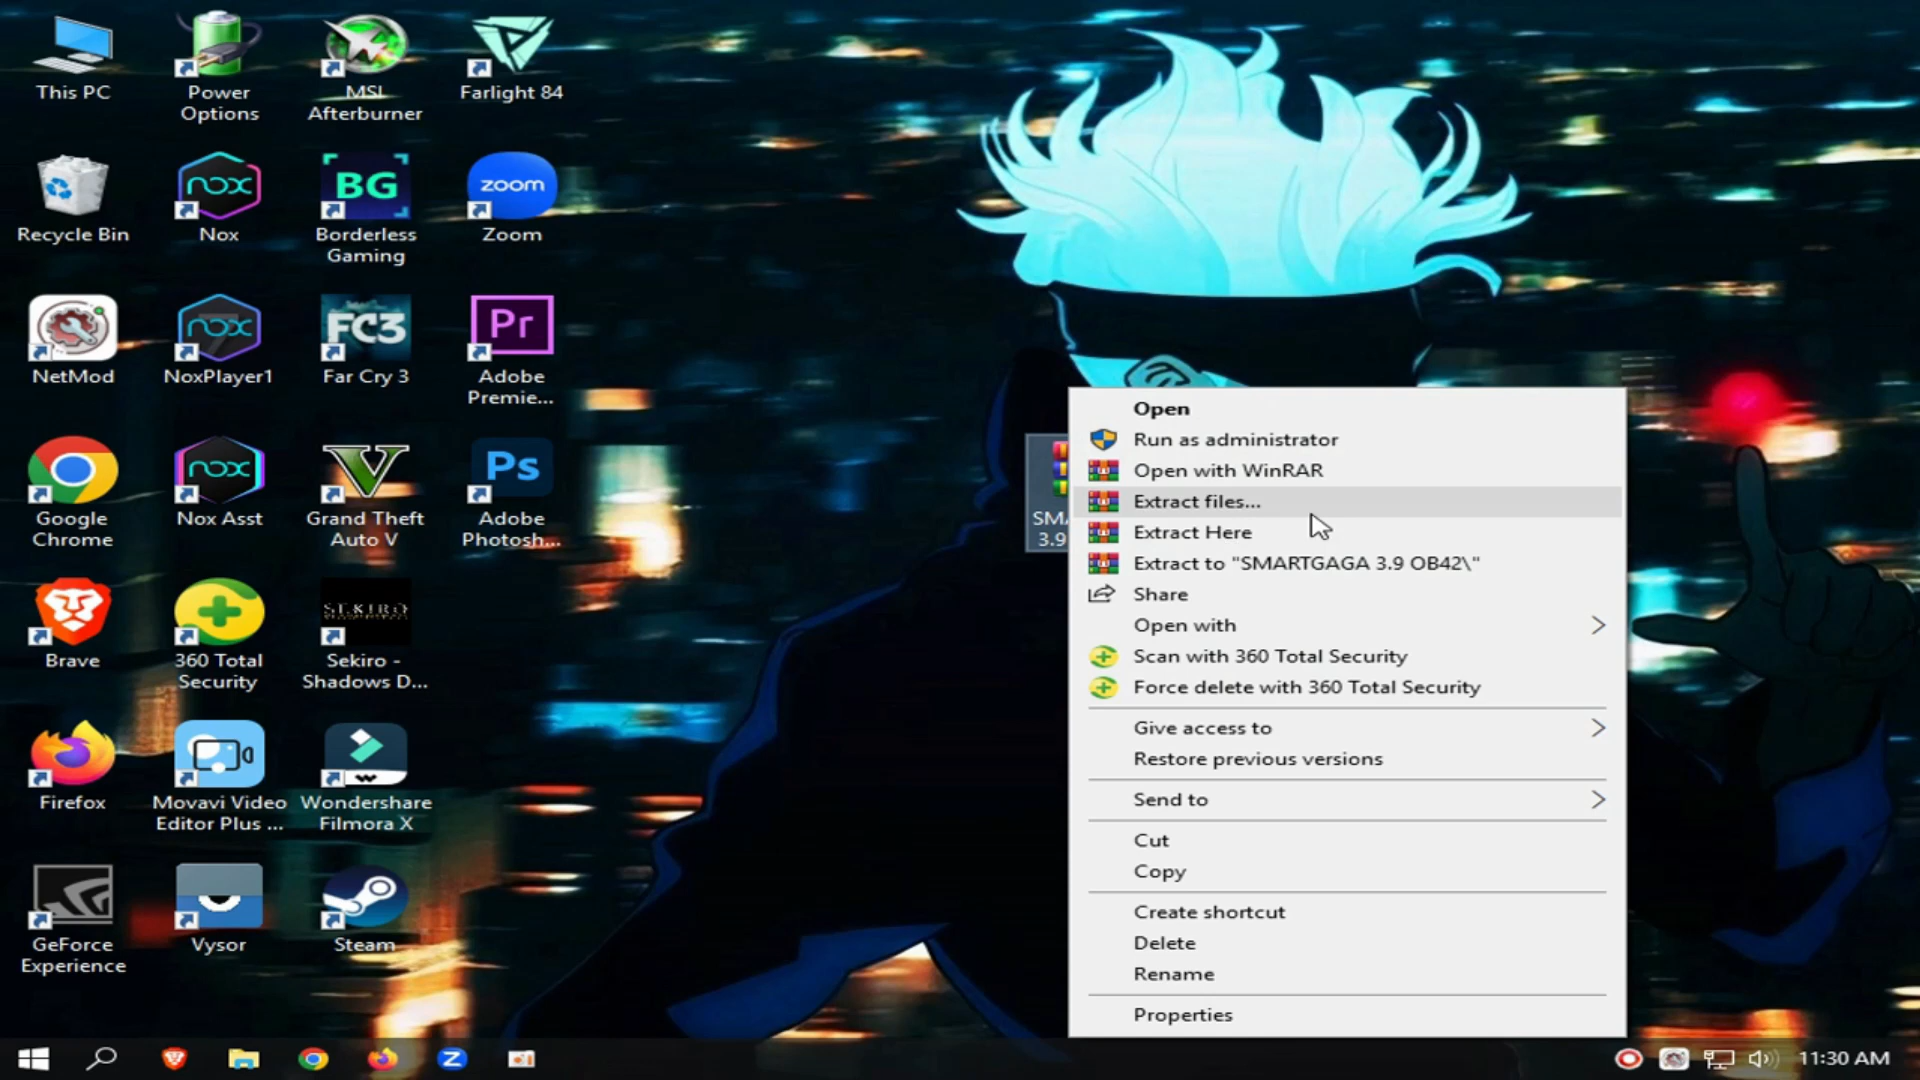 This PC
Power
Options
MSI
Afterburner
Farlight 84
nox
BG
zoom
Recycle Bin
Nox
Borderless
Gaming
Zoom
nox
FC3
Pr
NetMod
NoxPlayer1
Far Cry 3
Adobe
Premie...
nox
V
Ps
Google
Chrome
Nox Asst
Grand Theft
Auto V
Adobe
Photosh...
SEKIRO
Brave
360 Total
Security
Sekiro -
Shadows D...
Firefox
Movavi Video
Editor Plus ...
Wondershare
Filmora X
GeForce
Experience
Vysor
Steam
SMA
3.9
Open
Run as administrator
Open with WinRAR
Extract files...
Extract Here
Extract to "SMARTGAGA 3.9 OB42\"
Share
Open with
Scan with 360 Total Security
Force delete with 360 Total Security
Give access to
Restore previous versions
Send to
Cut
Copy
Create shortcut
Delete
Rename
Properties
Z
11:30 AM